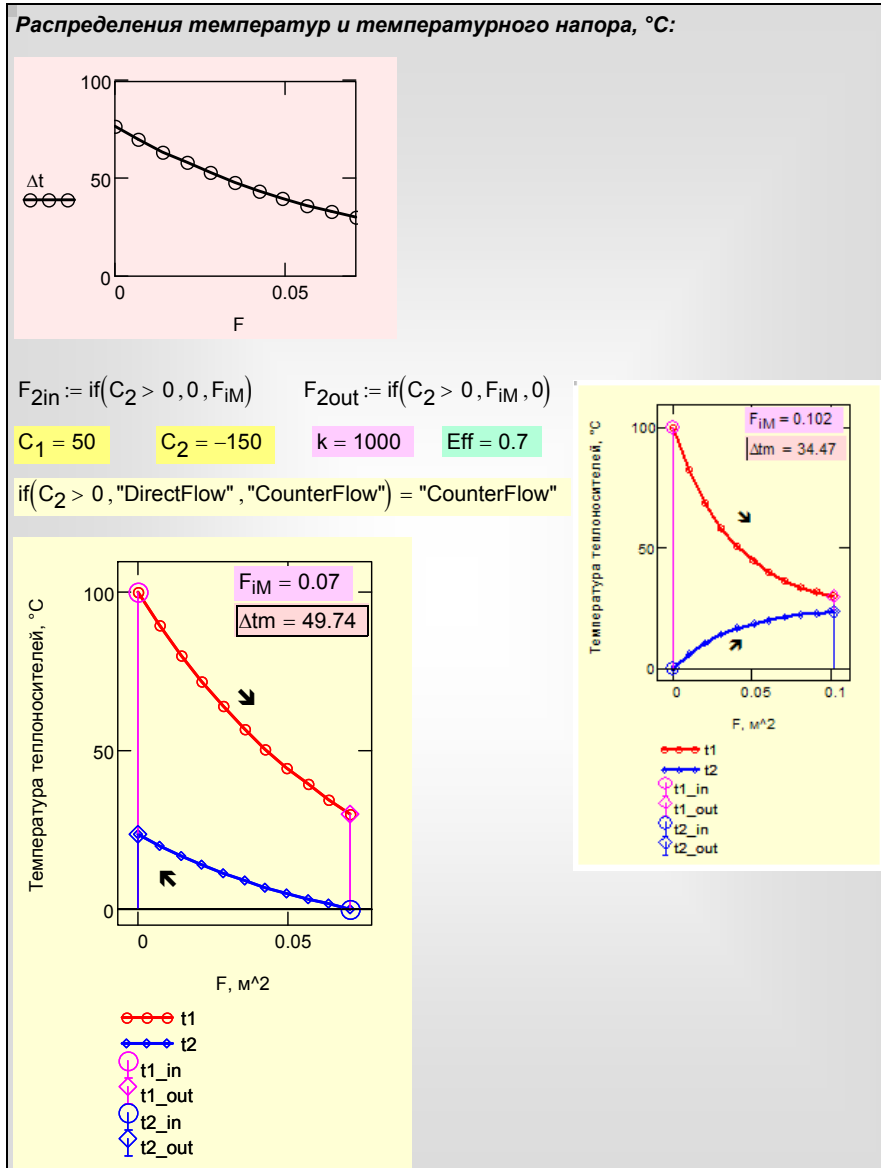 Распределения температур и температурного напора, °C:
100
Δt
50
0
0
0.05
F
F2in := if(C2 > 0 , 0 , FiM) F2out := if(C2 > 0 , FiM , 0)
C1 = 50 C2 = −150 k = 1000 Eff = 0.7
if(C2 > 0 , "DirectFlow" , "CounterFlow") = "CounterFlow"
Температура теплоносителей, °C
100
50
0
FiM = 0.07
Δtm = 49.74
0
0.05
F, м^2
t1
t2
t1_in
t1_out
t2_in
t2_out
Температура теплоносителей, °C
100
50
0
FiM = 0.102
Δtm = 34.47
0
0.05
0.1
F, м^2
t1
t2
t1_in
t1_out
t2_in
t2_out